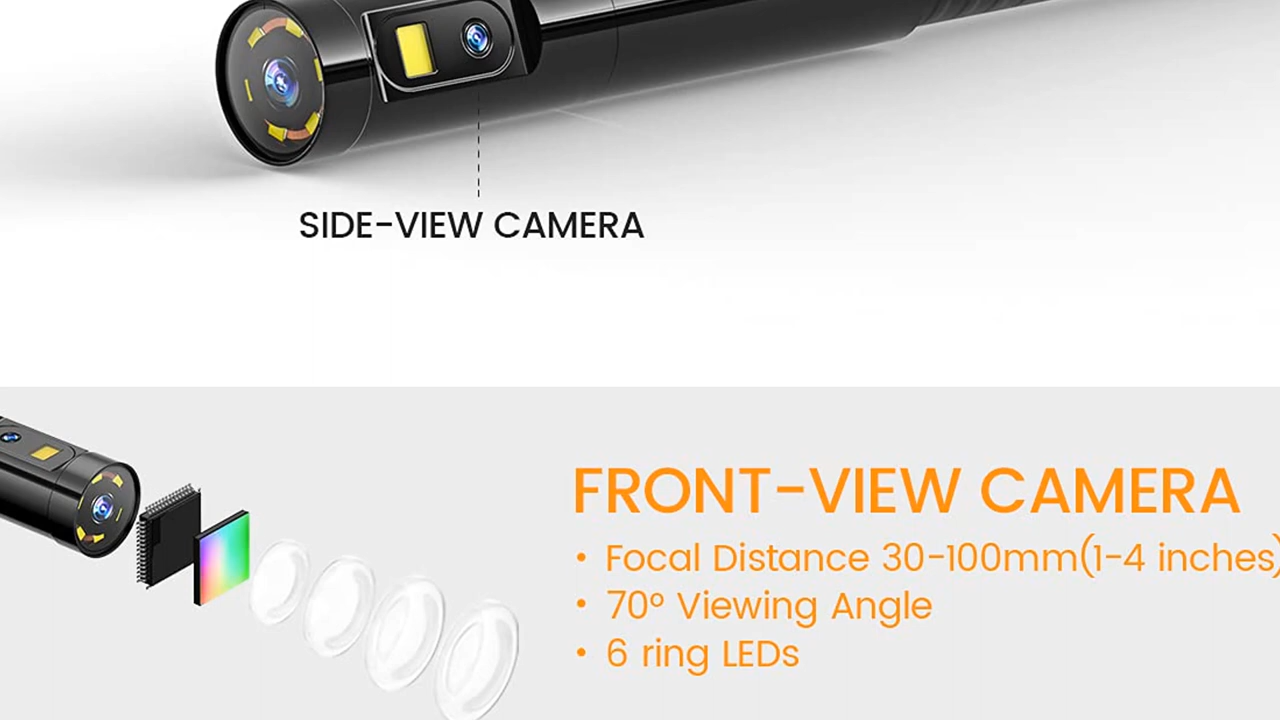 SIDE-VIEW CAMERA
FRONT-VIEW CAMERA
• Focal Distance 30-100mm(1-4 inches)
• 70° Viewing Angle
• 6 ring LEDs